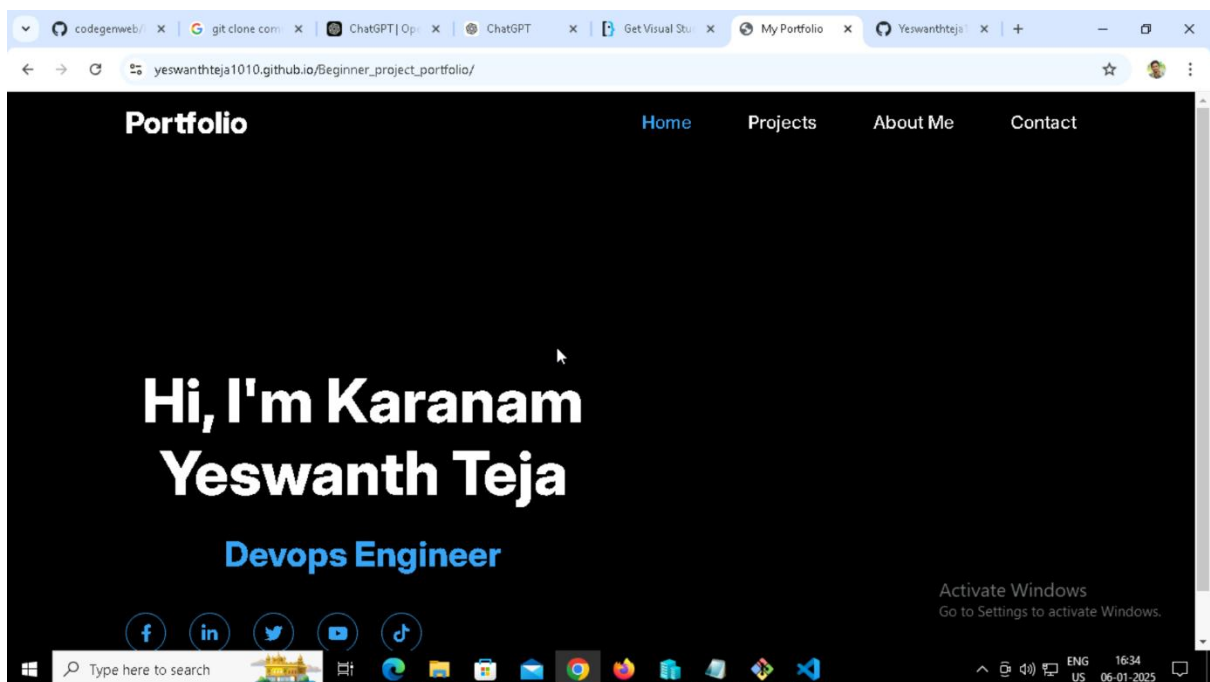 codegenweb/
git clone com
ChatGPT | Ope
ChatGPT
Get Visual Stu
My Portfolio
Yeswanthteja1
yeswanthteja1010.github.io/Beginner_project_portfolio/
Portfolio
Home
Projects
About Me
Contact
Hi, I'm Karanam
Yeswanth Teja
Devops Engineer
Activate Windows
Go to Settings to activate Windows.
Type here to search
ENG
US
16:34
06-01-2025